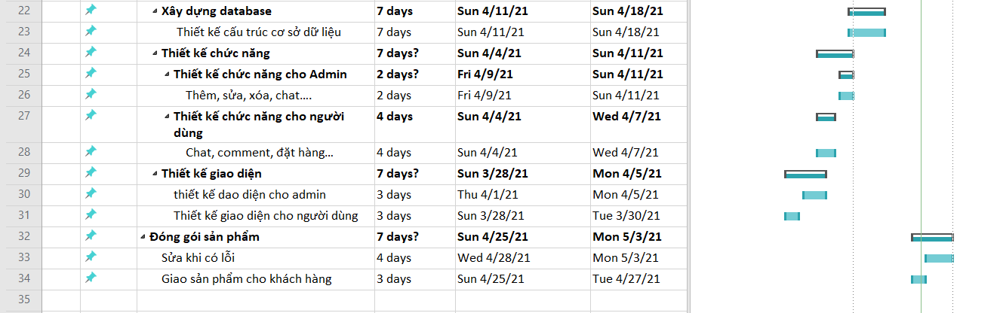 22 Xây dựng database 7 days Sun 4/11/21 Sun 4/18/21
23 Thiết kế cấu trúc cơ sở dữ liệu 7 days Sun 4/11/21 Sun 4/18/21
24 Thiết kế chức năng 7 days? Sun 4/4/21 Sun 4/11/21
25 Thiết kế chức năng cho Admin 2 days? Fri 4/9/21 Sun 4/11/21
26 Thêm, sửa, xóa, chat.... 2 days Fri 4/9/21 Sun 4/11/21
27 Thiết kế chức năng cho người 4 days Sun 4/4/21 Wed 4/7/21
dùng
28 Chat, comment, đặt hàng... 4 days Sun 4/4/21 Wed 4/7/21
29 Thiết kế giao diện 7 days? Sun 3/28/21 Mon 4/5/21
30 thiết kế dao diện cho admin 3 days Thu 4/1/21 Mon 4/5/21
31 Thiết kế giao diện cho người dùng 3 days Sun 3/28/21 Tue 3/30/21
32 Đóng gói sản phẩm 7 days? Sun 4/25/21 Mon 5/3/21
33 Sửa khi có lỗi 4 days Wed 4/28/21 Mon 5/3/21
34 Giao sản phẩm cho khách hàng 3 days Sun 4/25/21 Tue 4/27/21
35